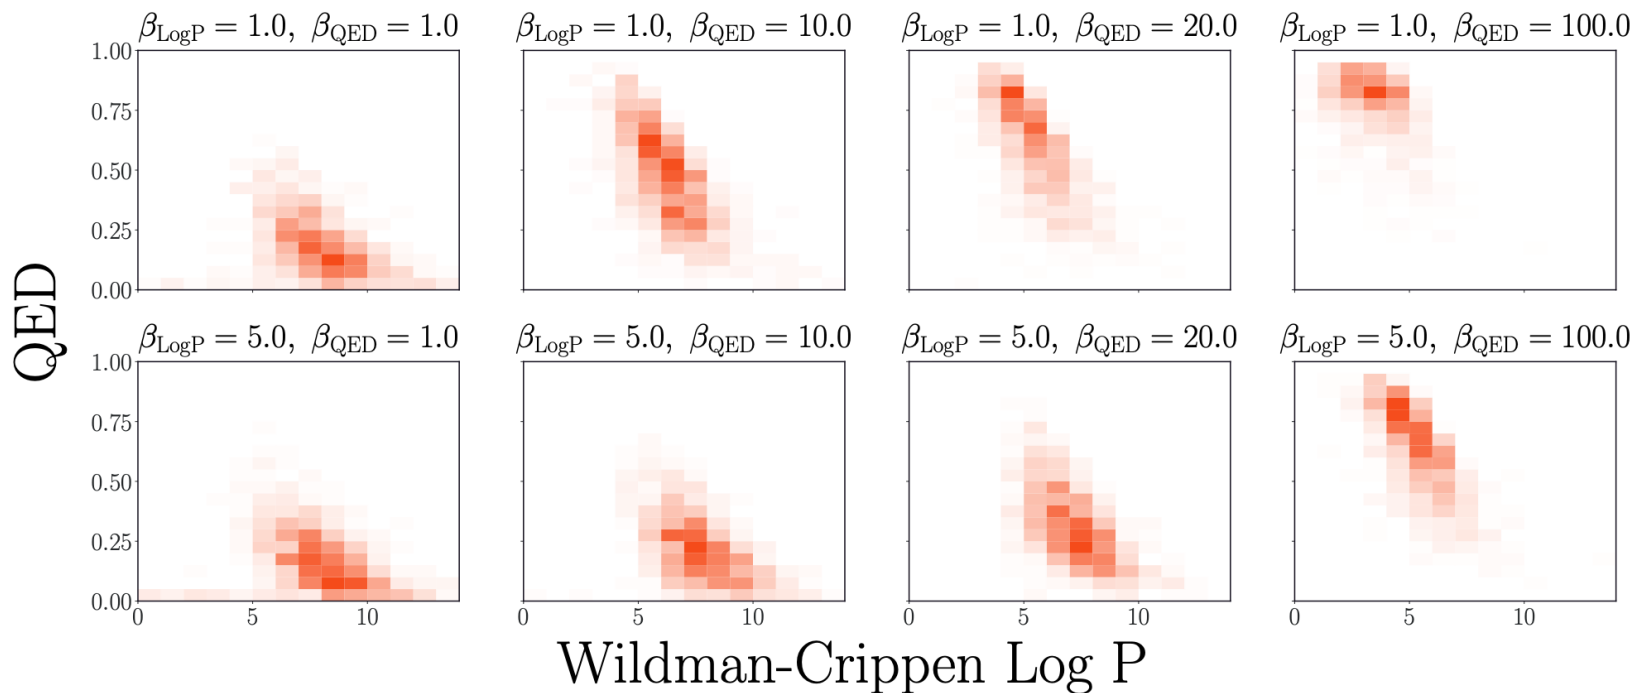 β_LogP = 1.0, β_QED = 1.0
β_LogP = 1.0, β_QED = 10.0
β_LogP = 1.0, β_QED = 20.0
β_LogP = 1.0, β_QED = 100.0
1.00
0.75
0.50
0.25
0.00
QED
β_LogP = 5.0, β_QED = 1.0
β_LogP = 5.0, β_QED = 10.0
β_LogP = 5.0, β_QED = 20.0
β_LogP = 5.0, β_QED = 100.0
1.00
0.75
0.50
0.25
0.00
0 5 10
0 5 10
0 5 10
0 5 10
Wildman-Crippen Log P